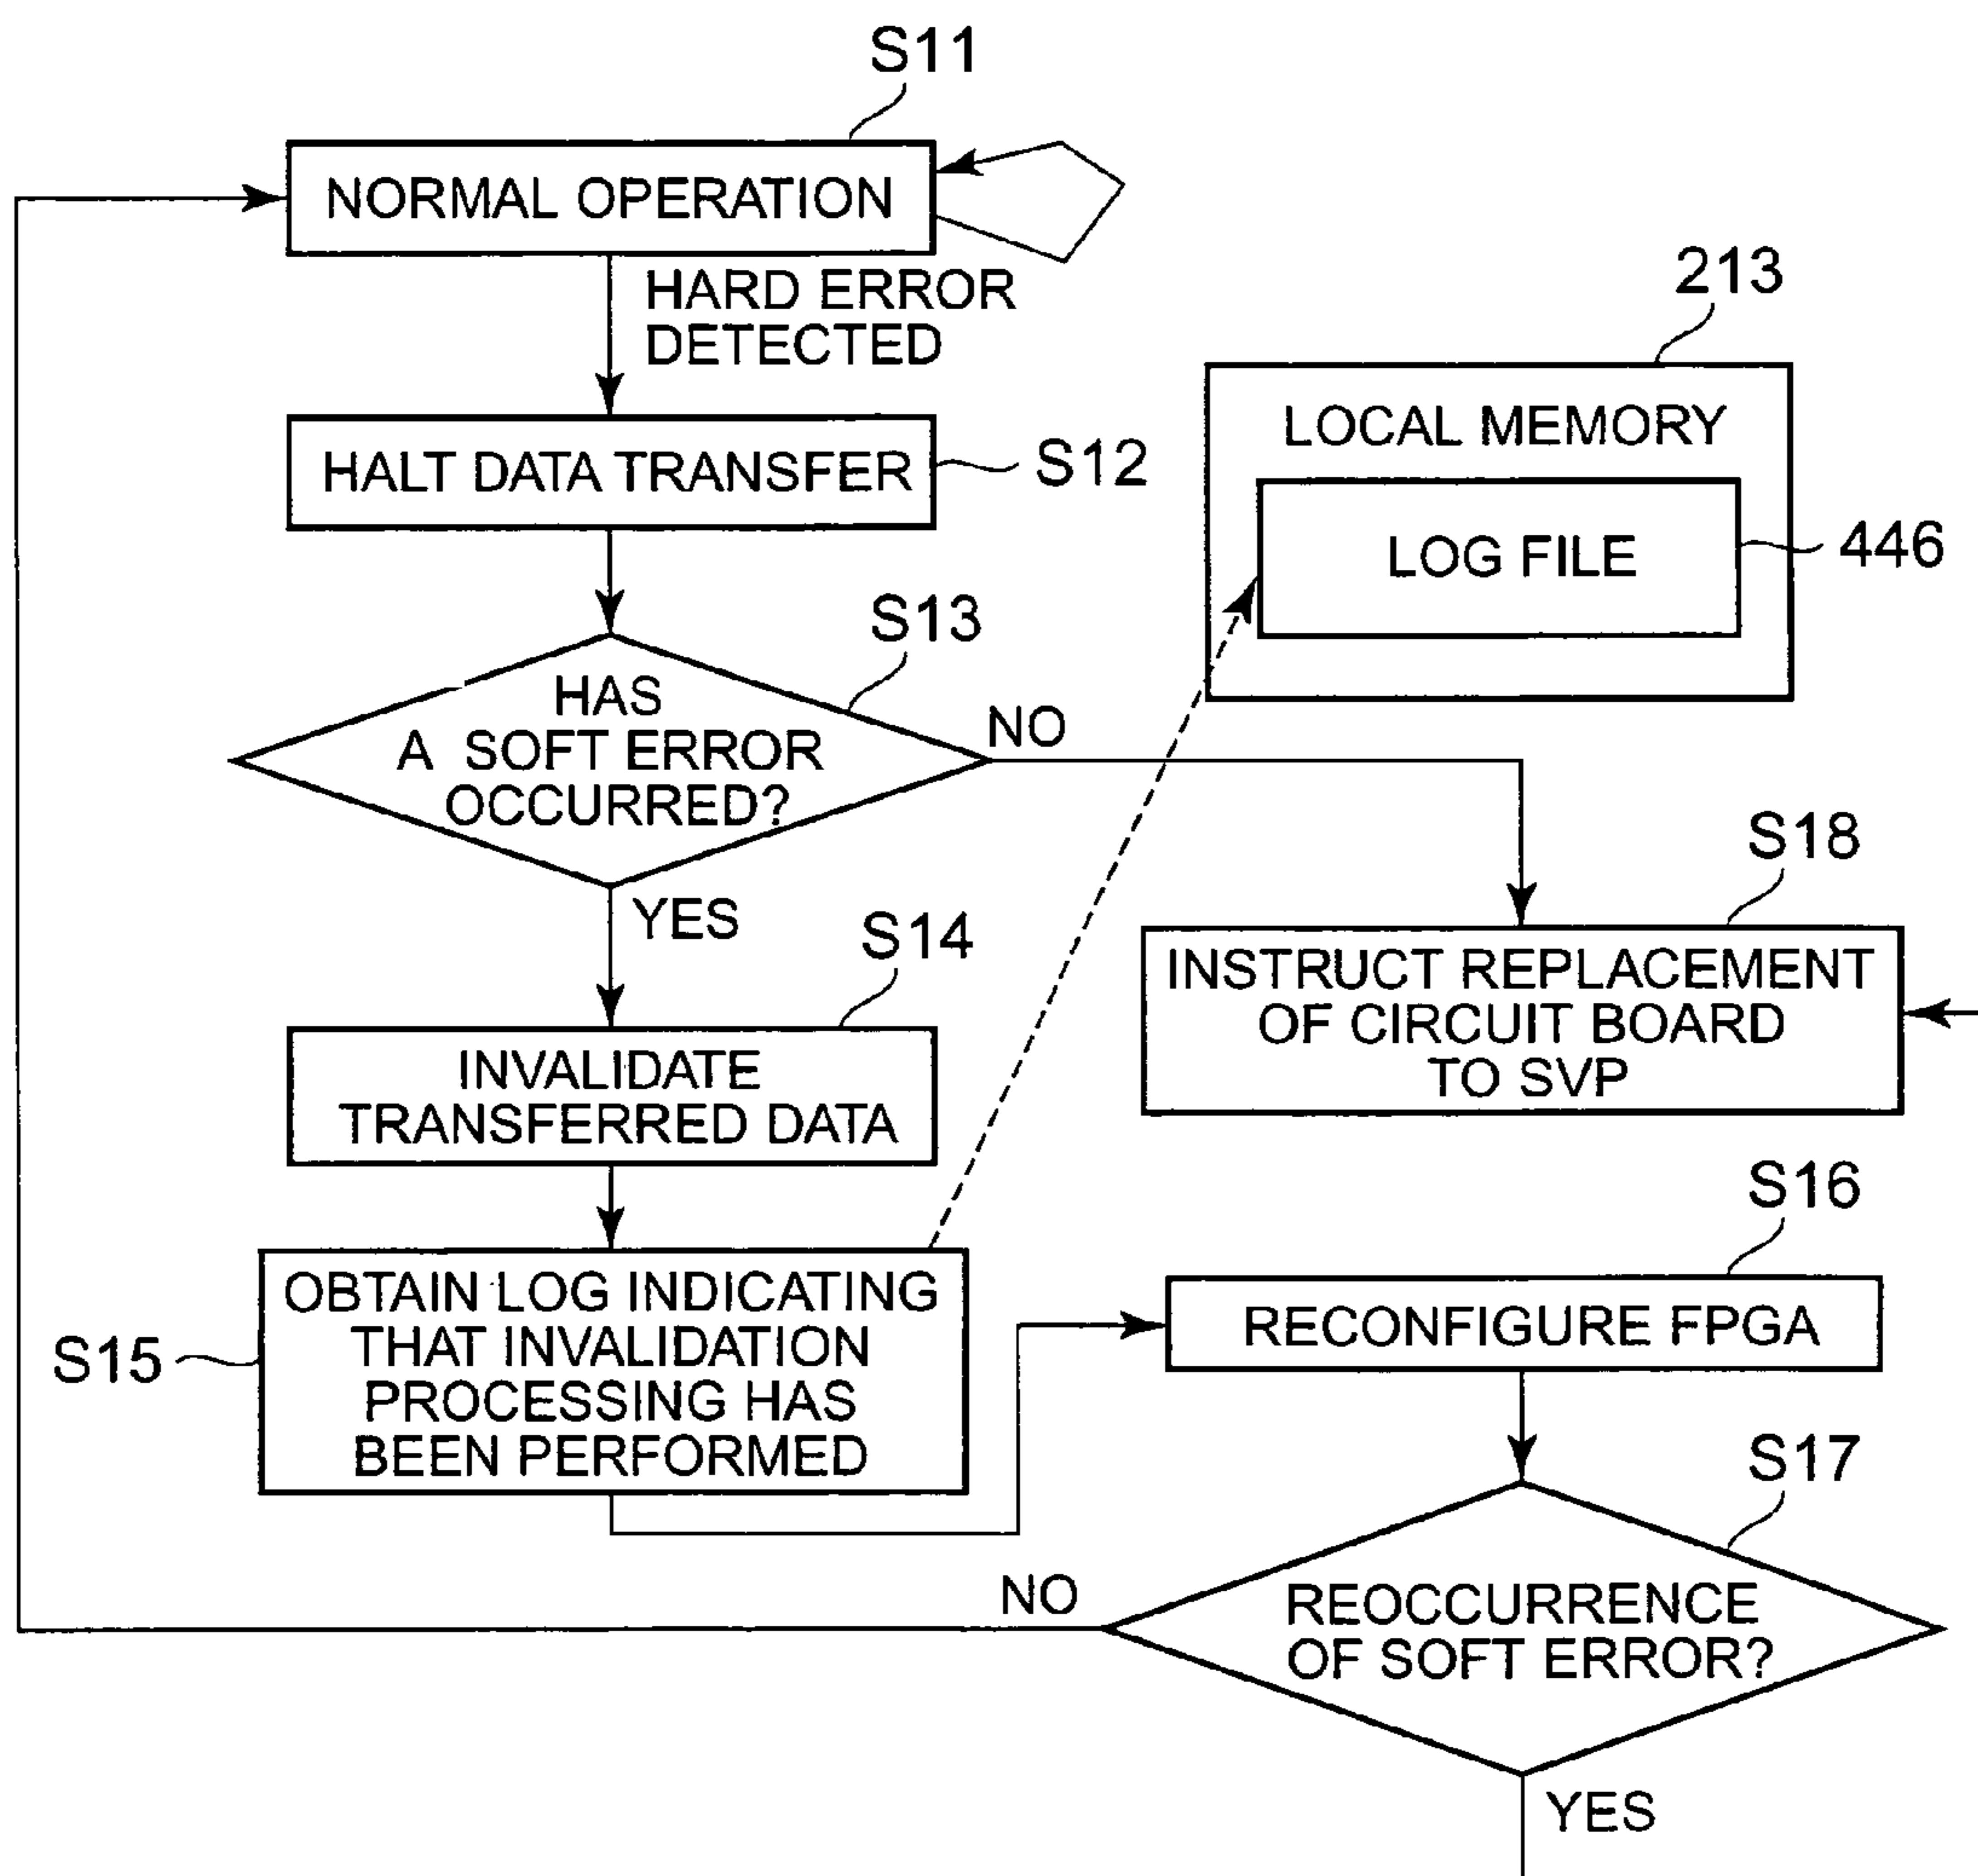 S11
NORMAL OPERATION
HARD ERROR
DETECTED
213
LOCAL MEMORY
HALT DATA TRANSFER
S12
LOG FILE
446
S13
HAS
A SOFT ERROR
OCCURRED?
NO
YES
S18
INSTRUCT REPLACEMENT
OF CIRCUIT BOARD
TO SVP
S14
INVALIDATE
TRANSFERRED DATA
S15
OBTAIN LOG INDICATING
THAT INVALIDATION
PROCESSING HAS
BEEN PERFORMED
S16
RECONFIGURE FPGA
S17
REOCCURRENCE
OF SOFT ERROR?
NO
YES